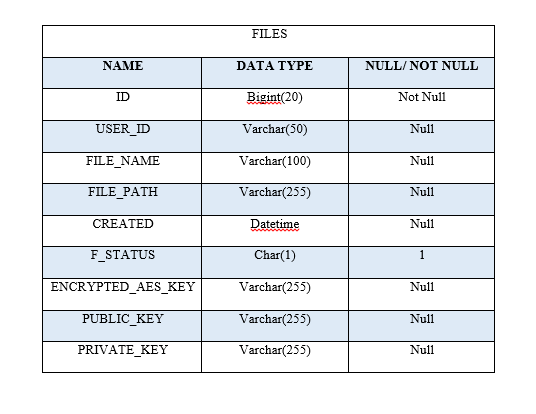 FILES
NAME DATA TYPE NULL/ NOT NULL
ID Bigint(20) Not Null
USER_ID Varchar(50) Null
FILE_NAME Varchar(100) Null
FILE_PATH Varchar(255) Null
CREATED Datetime Null
F_STATUS Char(1) 1
ENCRYPTED_AES_KEY Varchar(255) Null
PUBLIC_KEY Varchar(255) Null
PRIVATE_KEY Varchar(255) Null